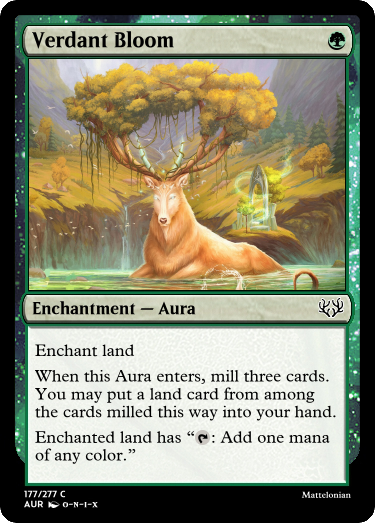 Verdant Bloom
Enchantment — Aura
Enchant land
When this Aura enters, mill three cards.
You may put a land card from among
the cards milled this way into your hand.
Enchanted land has “: Add one mana
of any color.”
177/277 C
Mattelonian
AUR O-N-I-X